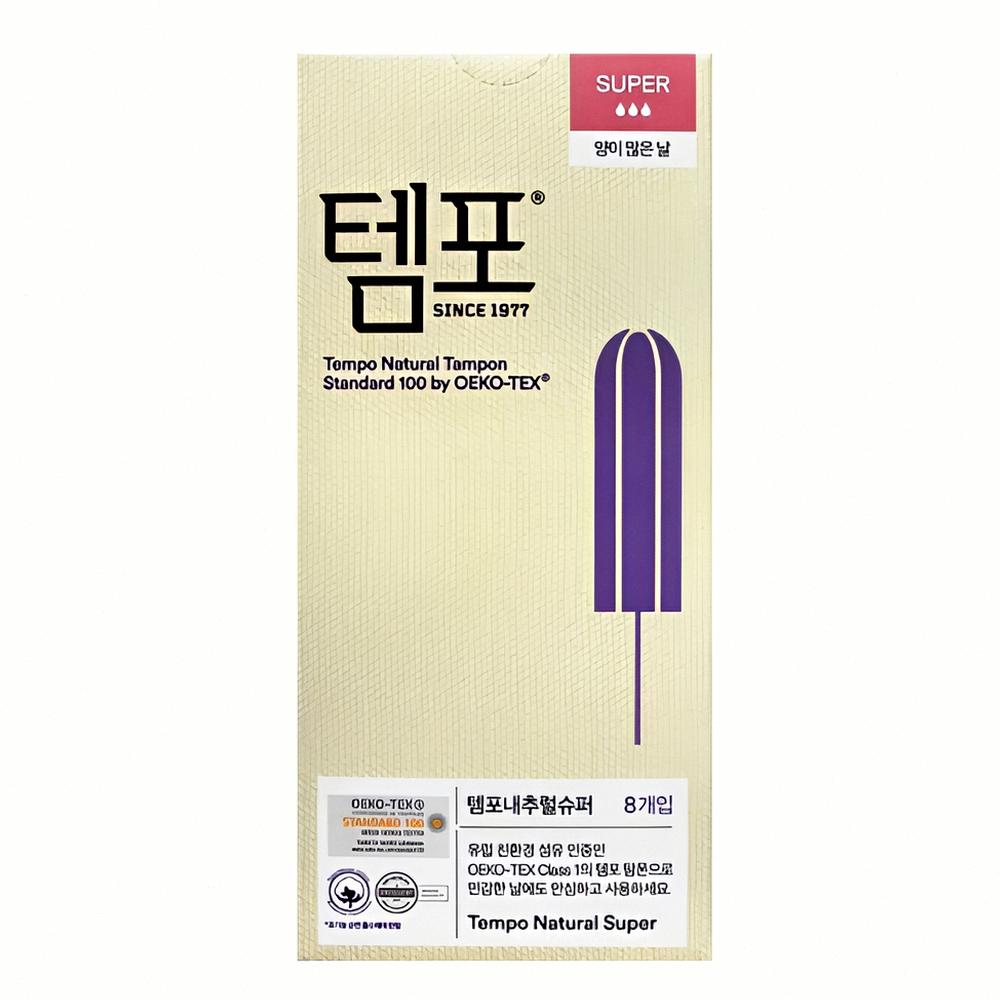 SUPER
양이 많은 날
템포®
SINCE 1977
Tempo Natural Tampon
Standard 100 by OEKO-TEX®
OEKO-TEX®
STANDARD 100
템포내추럴슈퍼 8개입
유럽 친환경 섬유 인증인
OEKO-TEX Class 1의 템포 탐폰으로
민감한 날에도 안심하고 사용하세요
Tempo Natural Super